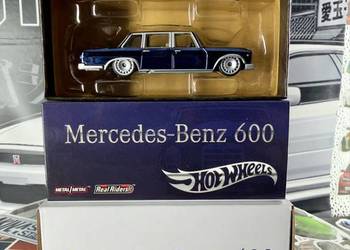 Mercedes-Benz 600
HOT WHEELS
METAL/METAL
Real Riders®